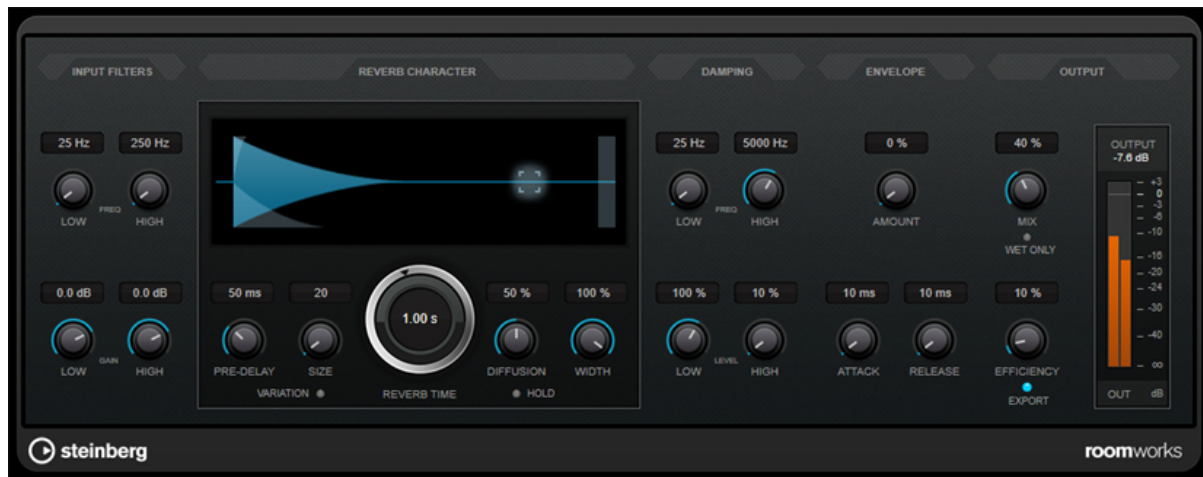 INPUT FILTERS
REVERB CHARACTER
DAMPING
ENVELOPE
OUTPUT
25 Hz 250 Hz
LOW FREQ HIGH
0.0 dB 0.0 dB
LOW GAIN HIGH
50 ms 20
PRE-DELAY SIZE
VARIATION
1.00 s
REVERB TIME
50 % 100 %
DIFFUSION WIDTH
HOLD
25 Hz 5000 Hz
LOW FREQ HIGH
100 % 10 %
LOW LEVEL HIGH
0 %
AMOUNT
10 ms 10 ms
ATTACK RELEASE
40 %
MIX
WET ONLY
10 %
EFFICIENCY
EXPORT
OUTPUT
-7.6 dB
+3
0
-3
-6
-10
-16
-20
-24
-30
-40
∞
OUT dB
steinberg
roomworks